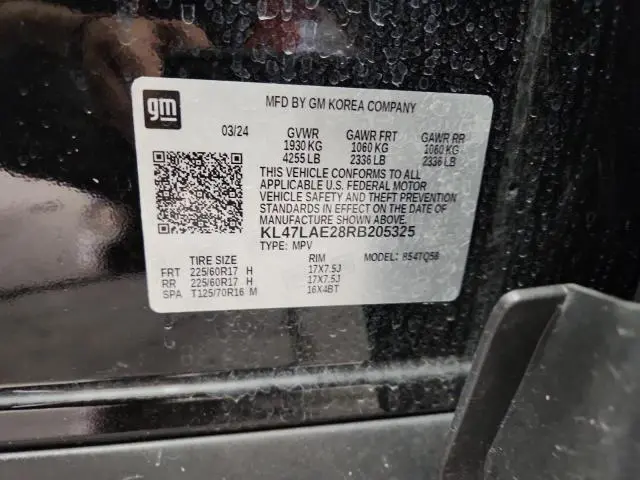 gm
MFD BY GM KOREA COMPANY
03/24 GVWR GAWR FRT GAWR RR
1930 KG 1060 KG 1060 KG
4255 LB 2336 LB 2336 LB
THIS VEHICLE CONFORMS TO ALL
APPLICABLE U.S. FEDERAL MOTOR
VEHICLE SAFETY AND THEFT PREVENTION
STANDARDS IN EFFECT ON THE DATE OF
MANUFACTURE SHOWN ABOVE.
KL47LAE28RB205325
TYPE: MPV MODEL:
TIRE SIZE RIM
FRT 225/60R17 H 17X7.5J
RR 225/60R17 H 17X7.5J
SPA T125/70R16 M 16X4BT